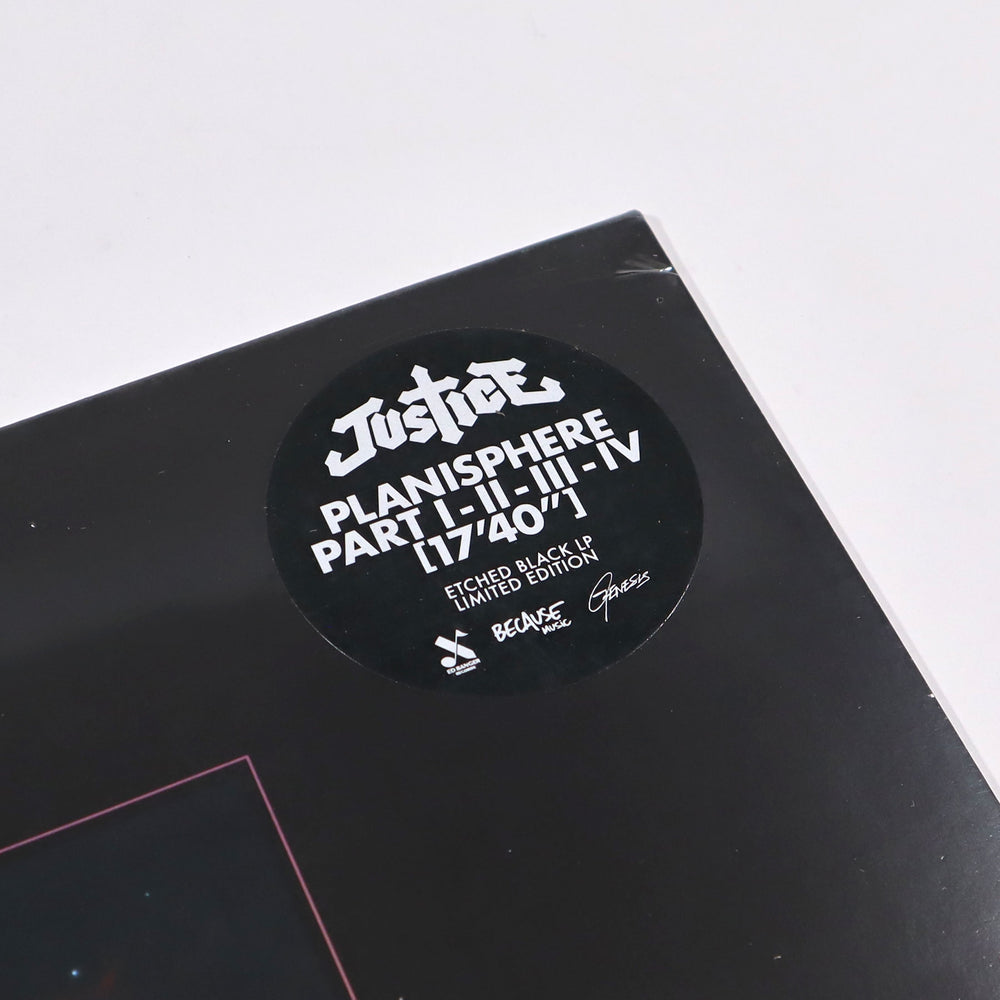 JUSTICE
PLANISPHERE
PART I - II - III - IV
[17'40"]
ETCHED BLACK LP
LIMITED EDITION
GENESIS
BECAUSE
MUSIC
ED BANGER
RECORDS